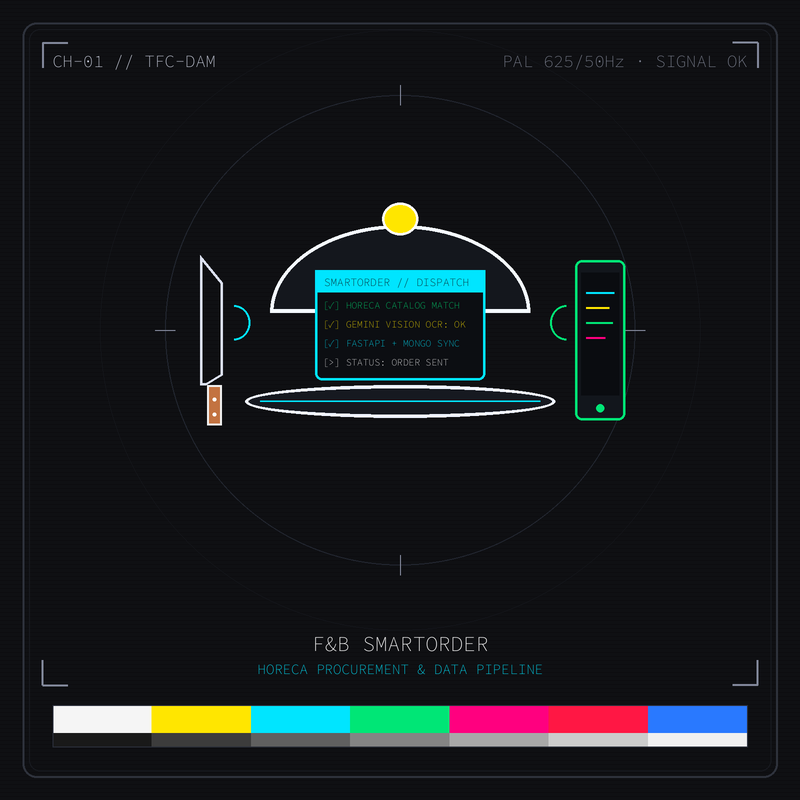 CH-01 // TFC-DAM
PAL 625/50Hz · SIGNAL OK
SMARTORDER // DISPATCH
[✓] HORECA CATALOG MATCH
[✓] GEMINI VISION OCR: OK
[✓] FASTAPI + MONGO SYNC
[>] STATUS: ORDER SENT
F&B SMARTORDER
HORECA PROCUREMENT & DATA PIPELINE